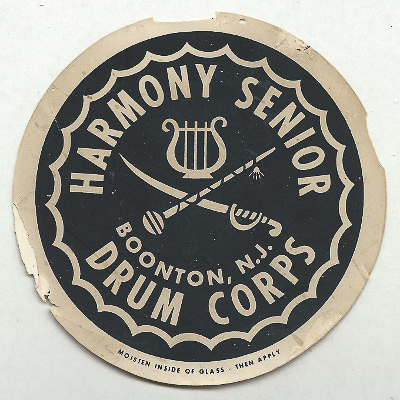 HARMONY SENIOR
BOONTON, N.J.
DRUM CORPS
MOISTEN INSIDE OF GLASS - THEN APPLY